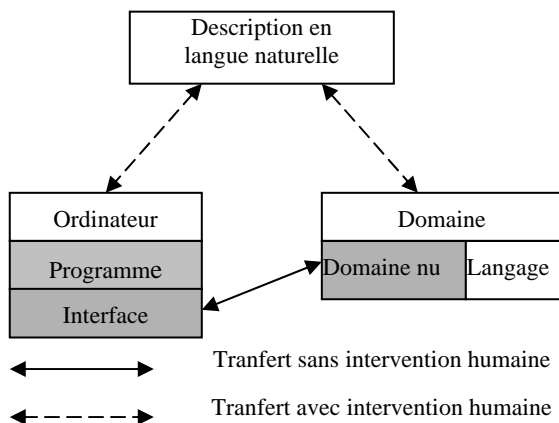 Description en
langue naturelle
Ordinateur
Domaine
Programme
Domaine nu
Langage
Interface
Tranfert sans intervention humaine
Tranfert avec intervention humaine